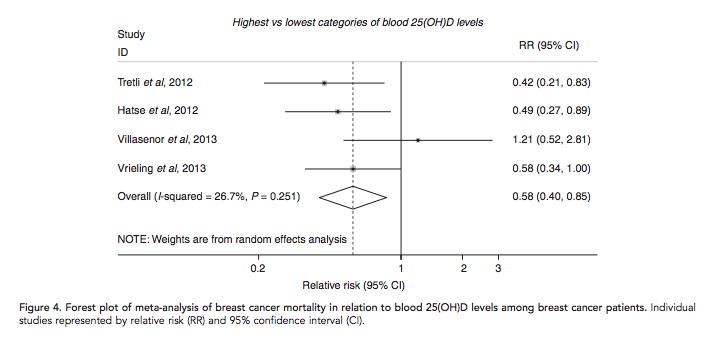 Highest vs lowest categories of blood 25(OH)D levels
Study
ID
RR (95% CI)
Tretli et al, 2012 0.42 (0.21, 0.83)
Hatse et al, 2012 0.49 (0.27, 0.89)
Villasenor et al, 2013 1.21 (0.52, 2.81)
Vrieling et al, 2013 0.58 (0.34, 1.00)
Overall (I-squared = 26.7%, P = 0.251) 0.58 (0.40, 0.85)
NOTE: Weights are from random effects analysis
0.2 1 2 3
Relative risk (95% CI)
Figure 4. Forest plot of meta-analysis of breast cancer mortality in relation to blood 25(OH)D levels among breast cancer patients. Individual
studies represented by relative risk (RR) and 95% confidence interval (CI).